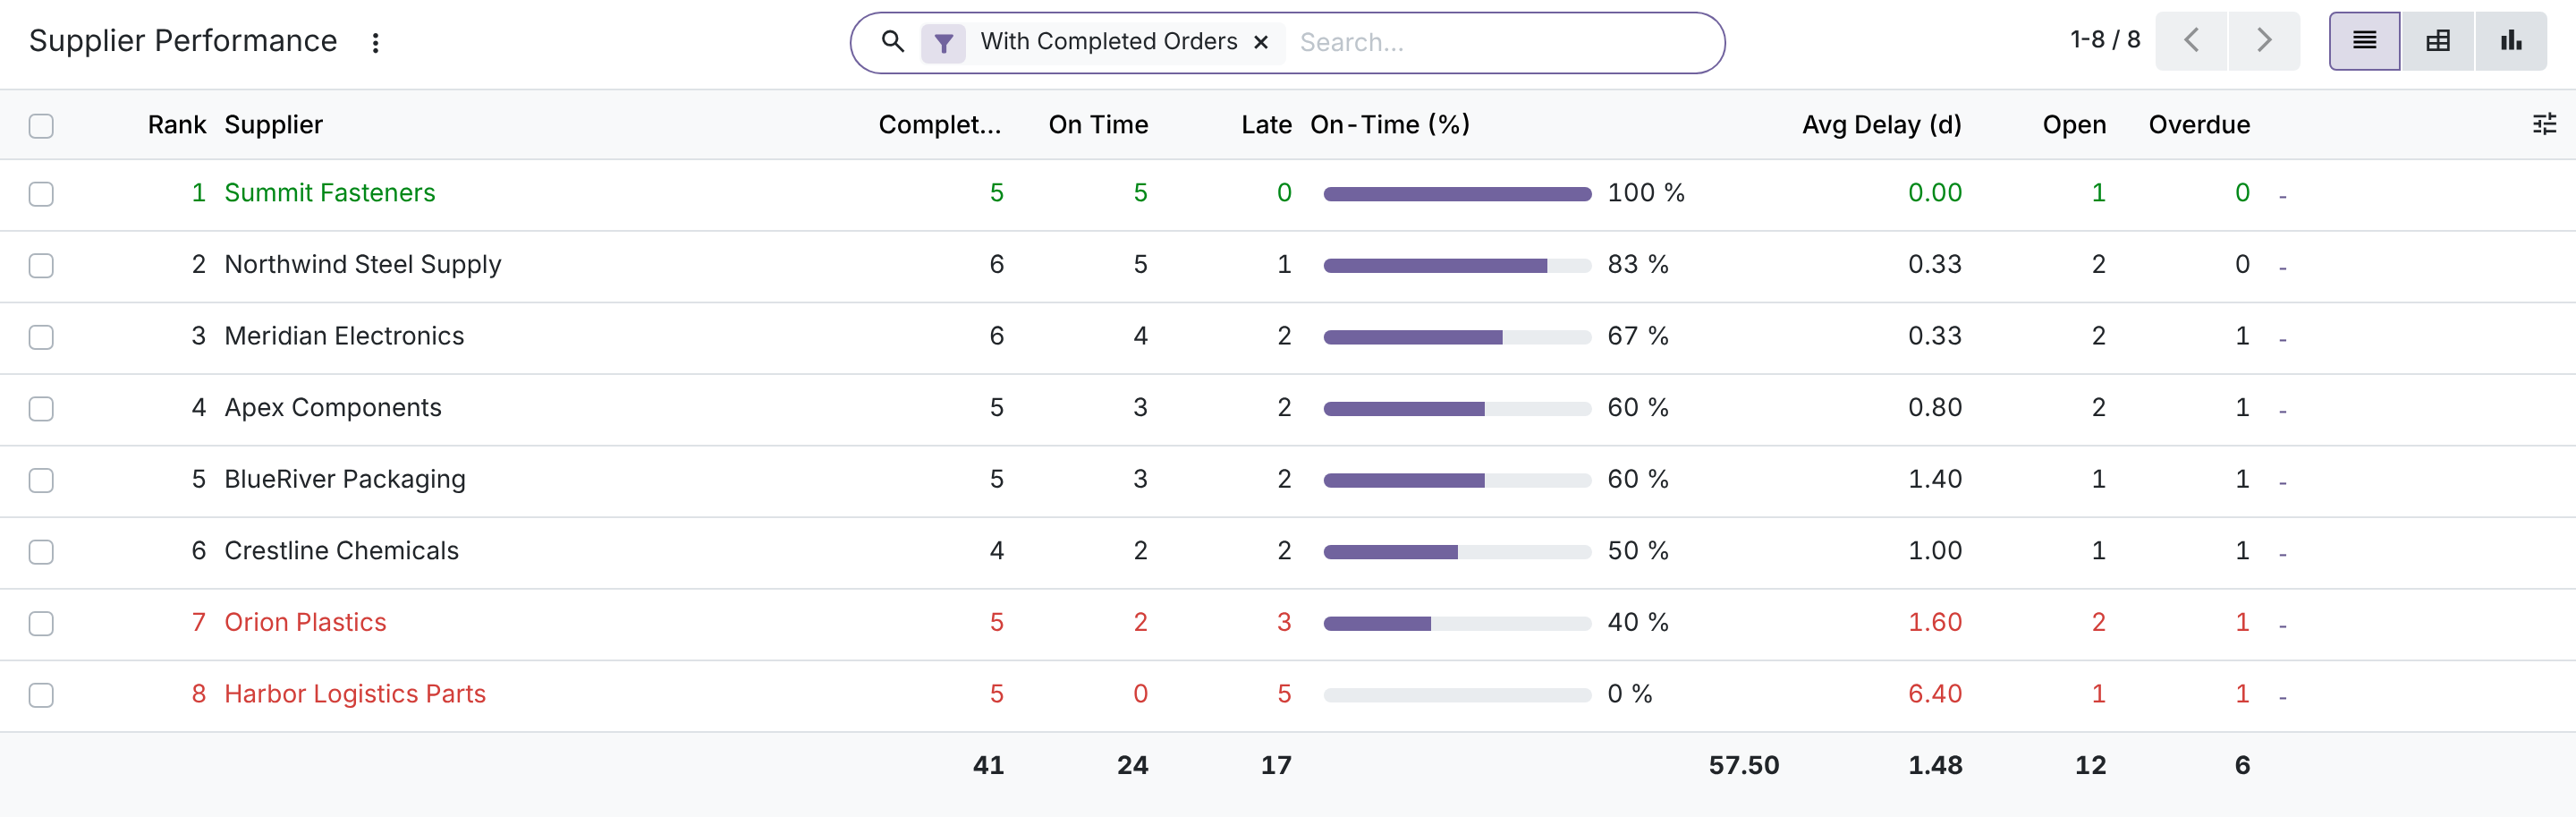 Supplier Performance With Completed Orders Search... 1-8 / 8
Rank Supplier Complet... On Time Late On-Time (%) Avg Delay (d) Open Overdue
1 Summit Fasteners 5 5 0 100 % 0.00 1 0 -
2 Northwind Steel Supply 6 5 1 83 % 0.33 2 0 -
3 Meridian Electronics 6 4 2 67 % 0.33 2 1 -
4 Apex Components 5 3 2 60 % 0.80 2 1 -
5 BlueRiver Packaging 5 3 2 60 % 1.40 1 1 -
6 Crestline Chemicals 4 2 2 50 % 1.00 1 1 -
7 Orion Plastics 5 2 3 40 % 1.60 2 1 -
8 Harbor Logistics Parts 5 0 5 0 % 6.40 1 1 -
41 24 17 57.50 1.48 12 6